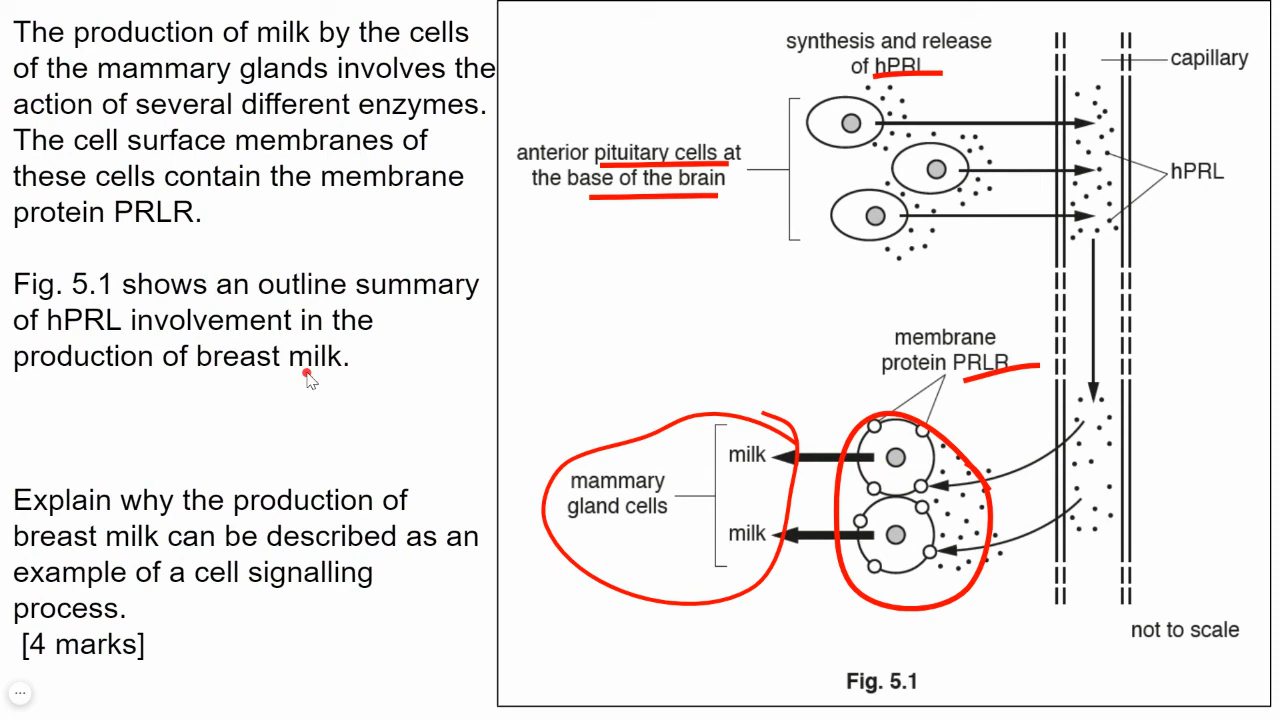 The production of milk by the cells
of the mammary glands involves the
action of several different enzymes.
The cell surface membranes of
these cells contain the membrane
protein PRLR.
Fig. 5.1 shows an outline summary
of hPRL involvement in the
production of breast milk.
Explain why the production of
breast milk can be described as an
example of a cell signalling
process.
[4 marks]
synthesis and release
of hPRL
capillary
anterior pituitary cells at
the base of the brain
hPRL
membrane
protein PRLR
milk
mammary
gland cells
milk
not to scale
Fig. 5.1